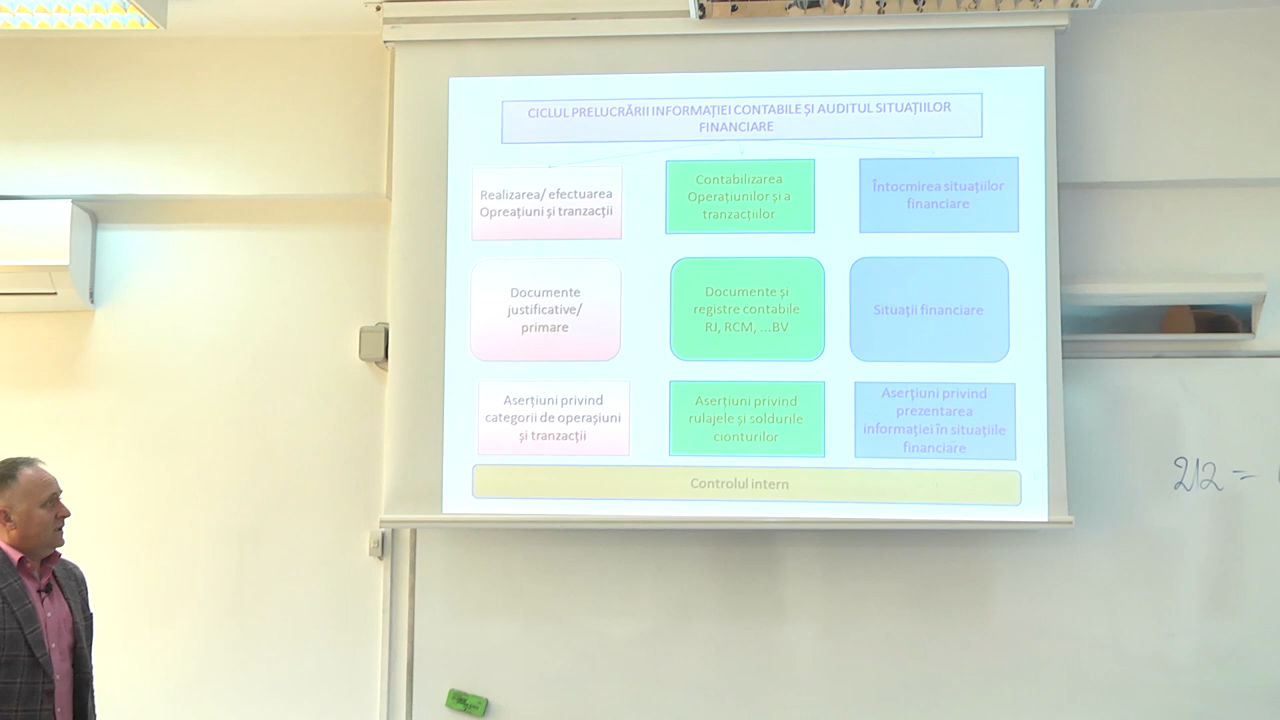 CICLUL PRELUCRĂRII INFORMAȚIEI CONTABILE ȘI AUDITUL SITUAȚIILOR
FINANCIARE
Realizarea/ efectuarea
Opreațiuni și tranzacții
Contabilizarea
Operațiunilor și a
tranzacțiilor
Întocmirea situațiilor
financiare
Documente
justificative/
primare
Documente și
registre contabile
RJ, RCM, ...BV
Situații financiare
Aserțiuni privind
categorii de operașiuni
și tranzacții
Aserțiuni privind
rulajele și soldurile
cionturilor
Aserțiuni privind
prezentarea
informației în situațiile
financiare
Controlul intern
212 =